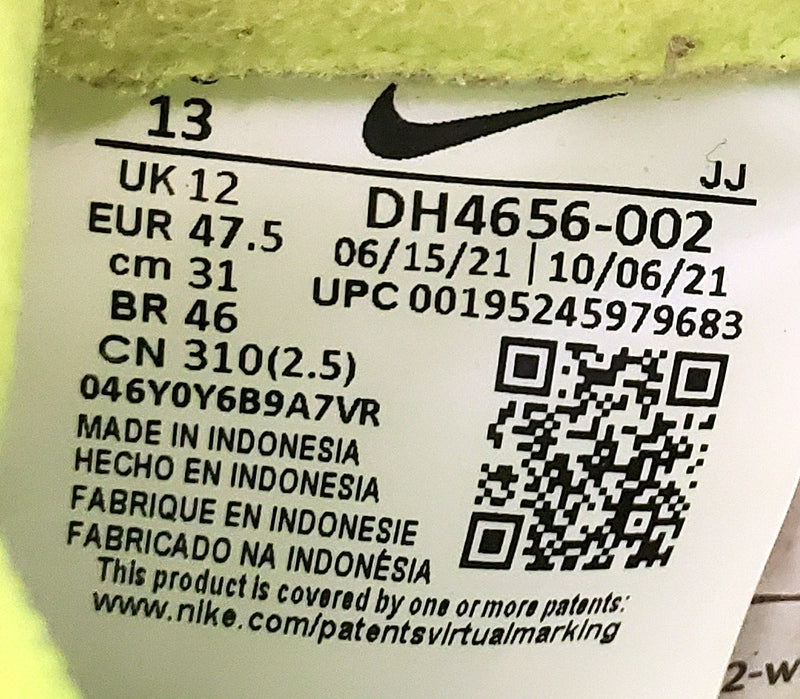 13
JJ
UK 12
EUR 47.5
cm 31
BR 46
CN 310(2.5)
046Y0Y6B9A7VR
DH4656-002
06/15/21 | 10/06/21
UPC 00195245979683
MADE IN INDONESIA
HECHO EN INDONESIA
FABRIQUE EN INDONESIE
FABRICADO NA INDONÉSIA
This product is covered by one or more patents:
www.nike.com/patentsvirtualmarking
2-W